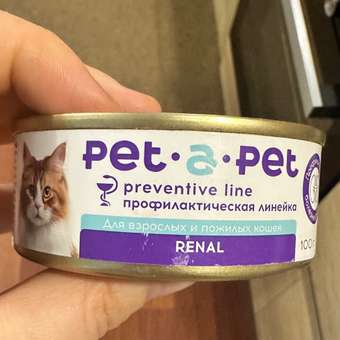 Pet·a·Pet
preventive line
профилактическая линейка
Для взрослых и пожилых кошек
RENAL
100г